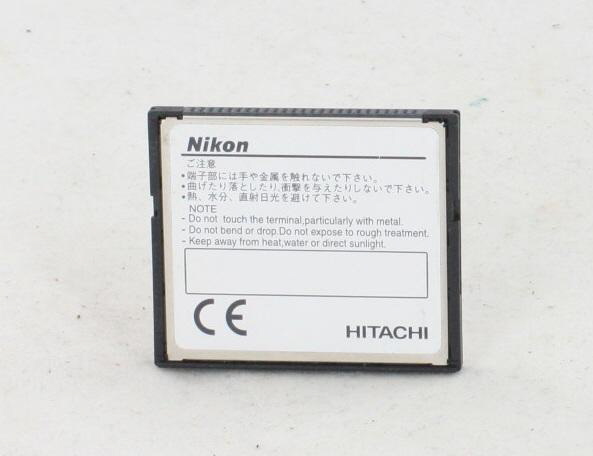 Nikon
ご注意
•端子部には手や金属を触れないで下さい。
•曲げたり落としたり,衝撃を与えたりしないで下さい。
•熱、水分、直射日光を避けて下さい。
NOTE
- Do not touch the terminal,particularly with metal.
- Do not bend or drop.Do not expose to rough treatment.
- Keep away from heat,water or direct sunlight.
CE
HITACHI